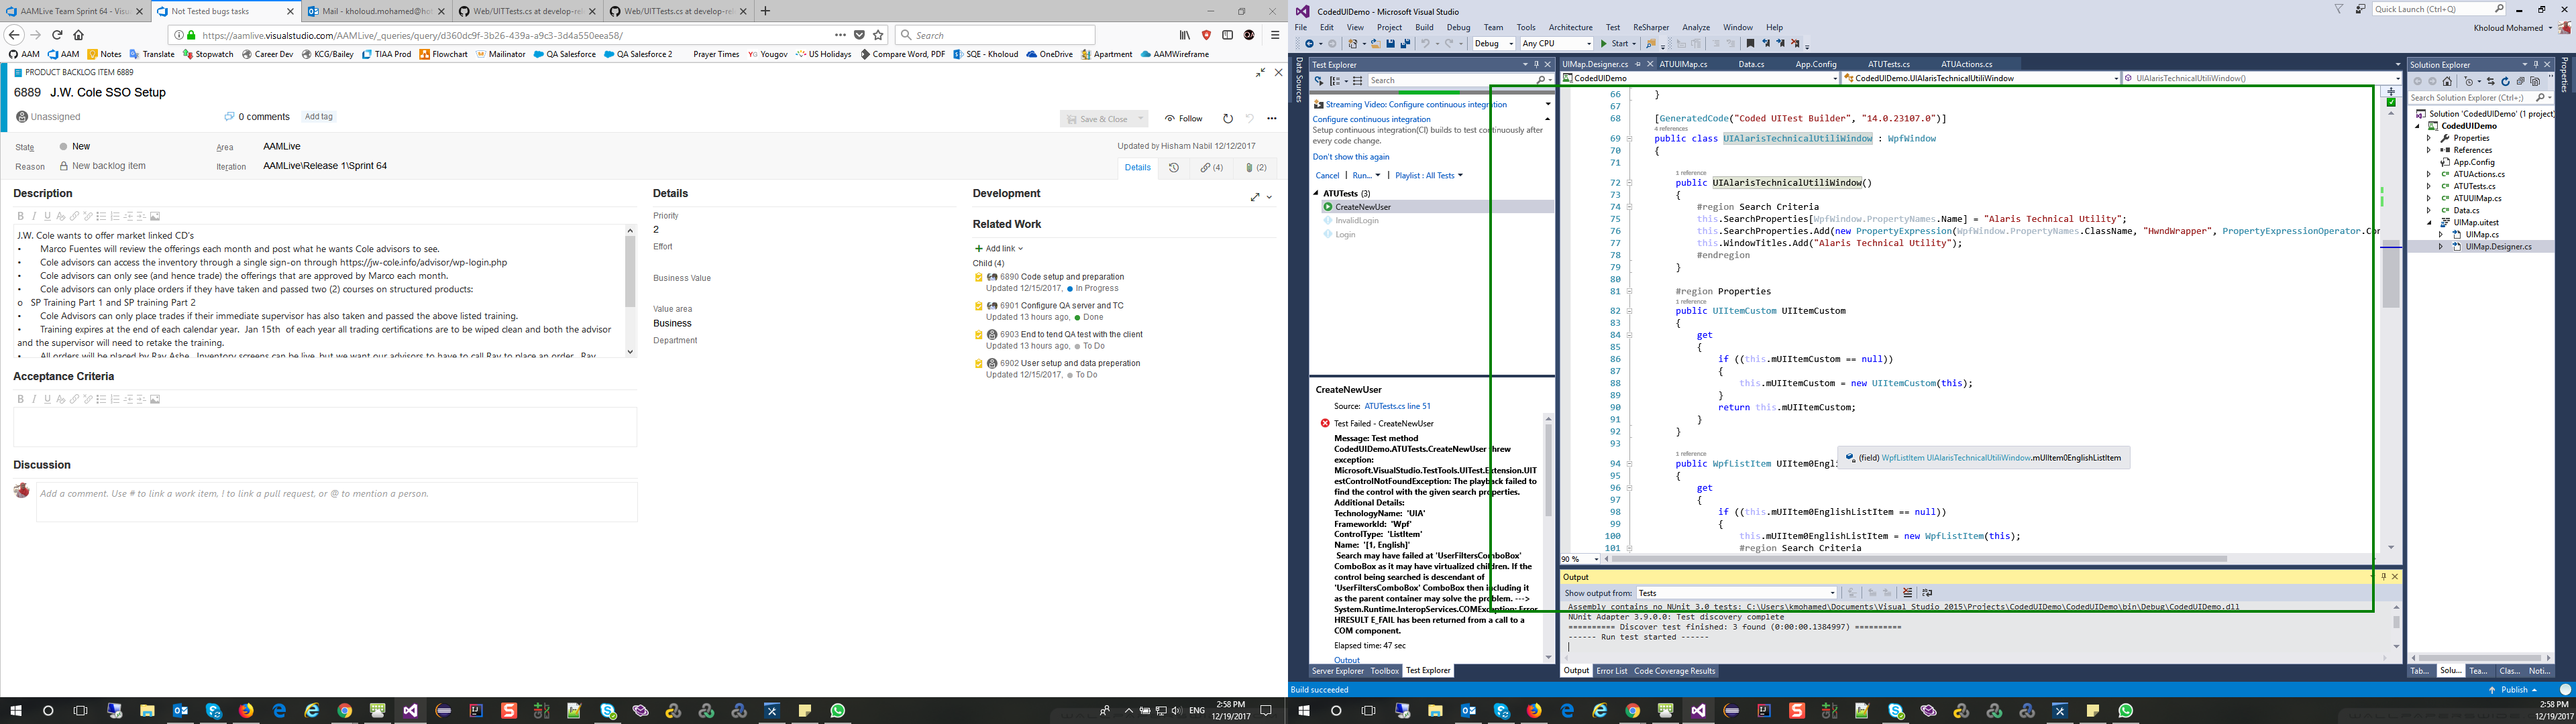 AAMLive Team Sprint 64 - Visu
Not Tested bugs tasks
Mail - kholoud.mohamed@hot
Web/UITTests.cs at develop-rel
Web/UITTests.cs at develop-rel
https://aamlive.visualstudio.com/AAMLive/_queries/query/d360dc9f-3b26-439a-a9c3-3d4a550eea58/
Search
AAM AAM Notes Translate Stopwatch Career Dev KCG/Bailey TIAA Prod Flowchart Mailinator QA Salesforce QA Salesforce 2 Prayer Times Yougov US Holidays Compare Word, PDF SQE - Kholoud OneDrive Apartment AAMWireframe
PRODUCT BACKLOG ITEM 6889
6889 J.W. Cole SSO Setup
Unassigned
0 comments
Add tag
Save & Close
Follow
State New
Area AAMLive
Updated by Hisham Nabil 12/12/2017
Reason New backlog item
Iteration AAMLive\Release 1\Sprint 64
Details
(4)
(2)
Description
J.W. Cole wants to offer market linked CD's
• Marco Fuentes will review the offerings each month and post what he wants Cole advisors to see.
• Cole advisors can access the inventory through a single sign-on through https://jw-cole.info/advisor/wp-login.php
• Cole advisors can only see (and hence trade) the offerings that are approved by Marco each month.
• Cole advisors can only place orders if they have taken and passed two (2) courses on structured products:
o SP Training Part 1 and SP training Part 2
• Cole Advisors can only place trades if their immediate supervisor has also taken and passed the above listed training.
• Training expires at the end of each calendar year. Jan 15th of each year all trading certifications are to be wiped clean and both the advisor
and the supervisor will need to retake the training.
• All orders will be placed by Ray Ashe. Inventory screens can be live, but we want our advisors to have to call Ray to place an order. Ray
Acceptance Criteria
Discussion
Add a comment. Use # to link a work item, ! to link a pull request, or @ to mention a person.
Details
Priority
2
Effort
Business Value
Value area
Business
Department
Development
Related Work
Add link
Child (4)
6890 Code setup and preparation
Updated 12/15/2017, In Progress
6901 Configure QA server and TC
Updated 13 hours ago, Done
6903 End to tend QA test with the client
Updated 13 hours ago, To Do
6902 User setup and data preperation
Updated 12/15/2017, To Do
ENG
2:58 PM
12/19/2017
CodedUIDemo - Microsoft Visual Studio
Quick Launch (Ctrl+Q)
File Edit View Project Build Debug Team Tools Architecture Test ReSharper Analyze Window Help
Kholoud Mohamed
Debug
Any CPU
Start
Data Sources
Test Explorer
Search
Streaming Video: Configure continuous integration
Configure continuous integration
Setup continuous integration(CI) builds to test continuously after
every code change.
Don't show this again
Cancel Run... Playlist : All Tests
ATUTests (3)
CreateNewUser
InvalidLogin
Login
CreateNewUser
Source: ATUTests.cs line 51
Test Failed - CreateNewUser
Message: Test method
CodedUIDemo.ATUTests.CreateNewUser threw
exception:
Microsoft.VisualStudio.TestTools.UITest.Extension.UIT
estControlNotFoundException: The playback failed to
find the control with the given search properties.
Additional Details:
TechnologyName: 'UIA'
FrameworkId: 'Wpf'
ControlType: 'ListItem'
Name: '[1, English]'
Search may have failed at 'UserFiltersComboBox'
ComboBox as it may have virtualized children. If the
control being searched is descendant of
'UserFiltersComboBox' ComboBox then including it
as the parent container may solve the problem. --->
System.Runtime.InteropServices.COMException: Error
HRESULT E_FAIL has been returned from a call to a
COM component.
Elapsed time: 47 sec
Output
Server Explorer Toolbox Test Explorer
UIMap.Designer.cs ATUUIMap.cs Data.cs App.Config ATUTests.cs ATUActions.cs
CodedUIDemo
CodedUIDemo.UIAlarisTechnicalUtiliWindow
UIAlarisTechnicalUtiliWindow()
66 }
67
68 [GeneratedCode("Coded UITest Builder", "14.0.23107.0")]
4 references
69 public class UIAlarisTechnicalUtiliWindow : WpfWindow
70 {
71
1 reference
72 public UIAlarisTechnicalUtiliWindow()
73 {
74 #region Search Criteria
75 this.SearchProperties[WpfWindow.PropertyNames.Name] = "Alaris Technical Utility";
76 this.SearchProperties.Add(new PropertyExpression(WpfWindow.PropertyNames.ClassName, "HwndWrapper", PropertyExpressionOperator.Cor
77 this.WindowTitles.Add("Alaris Technical Utility");
78 #endregion
79 }
80
81 #region Properties
1 reference
82 public UIItemCustom UIItemCustom
83 {
84 get
85 {
86 if ((this.mUIItemCustom == null))
87 {
88 this.mUIItemCustom = new UIItemCustom(this);
89 }
90 return this.mUIItemCustom;
91 }
92 }
93
1 reference
94 public WpfListItem UIItem0Engli
(field) WpfListItem UIAlarisTechnicalUtiliWindow.mUIItem0EnglishListItem
95 {
96 get
97 {
98 if ((this.mUIItem0EnglishListItem == null))
99 {
100 this.mUIItem0EnglishListItem = new WpfListItem(this);
101 #region Search Criteria
90 %
Output
Show output from: Tests
Assembly contains no NUnit 3.0 tests: C:\Users\kmohamed\Documents\Visual Studio 2015\Projects\CodedUIDemo\CodedUIDemo\bin\Debug\CodedUIDemo.dll
NUnit Adapter 3.9.0.0: Test discovery complete
========== Discover test finished: 3 found (0:00:00.1384997) ==========
------ Run test started ------
Output Error List Code Coverage Results
Solution Explorer
Search Solution Explorer (Ctrl+;)
Solution 'CodedUIDemo' (1 project)
CodedUIDemo
Properties
References
App.Config
ATUActions.cs
ATUTests.cs
ATUUIMap.cs
Data.cs
UIMap.uitest
UIMap.cs
UIMap.Designer.cs
Tab... Solu... Tea... Clas... Noti...
Properties
Build succeeded
Publish
2:58 PM
12/19/2017